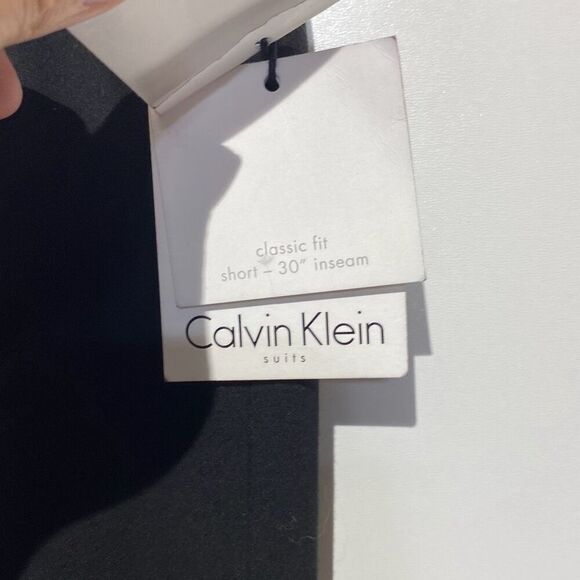 classic fit
short – 30" inseam
Calvin Klein
suits